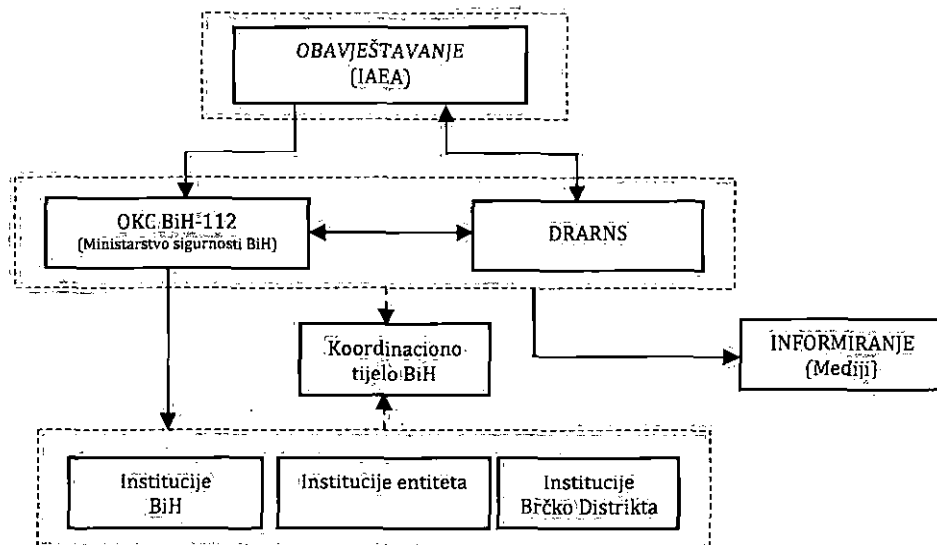 OBAVJEŠTAVANJE
(IAEA)
OKC BiH-112
(Ministarstvo sigurnosti BiH)
DRARNS
Koordinaciono
tijelo BiH
INFORMIRANJE
(Mediji)
Institucije
BiH
Institucije entiteta
Institucije
Brčko Distrikta